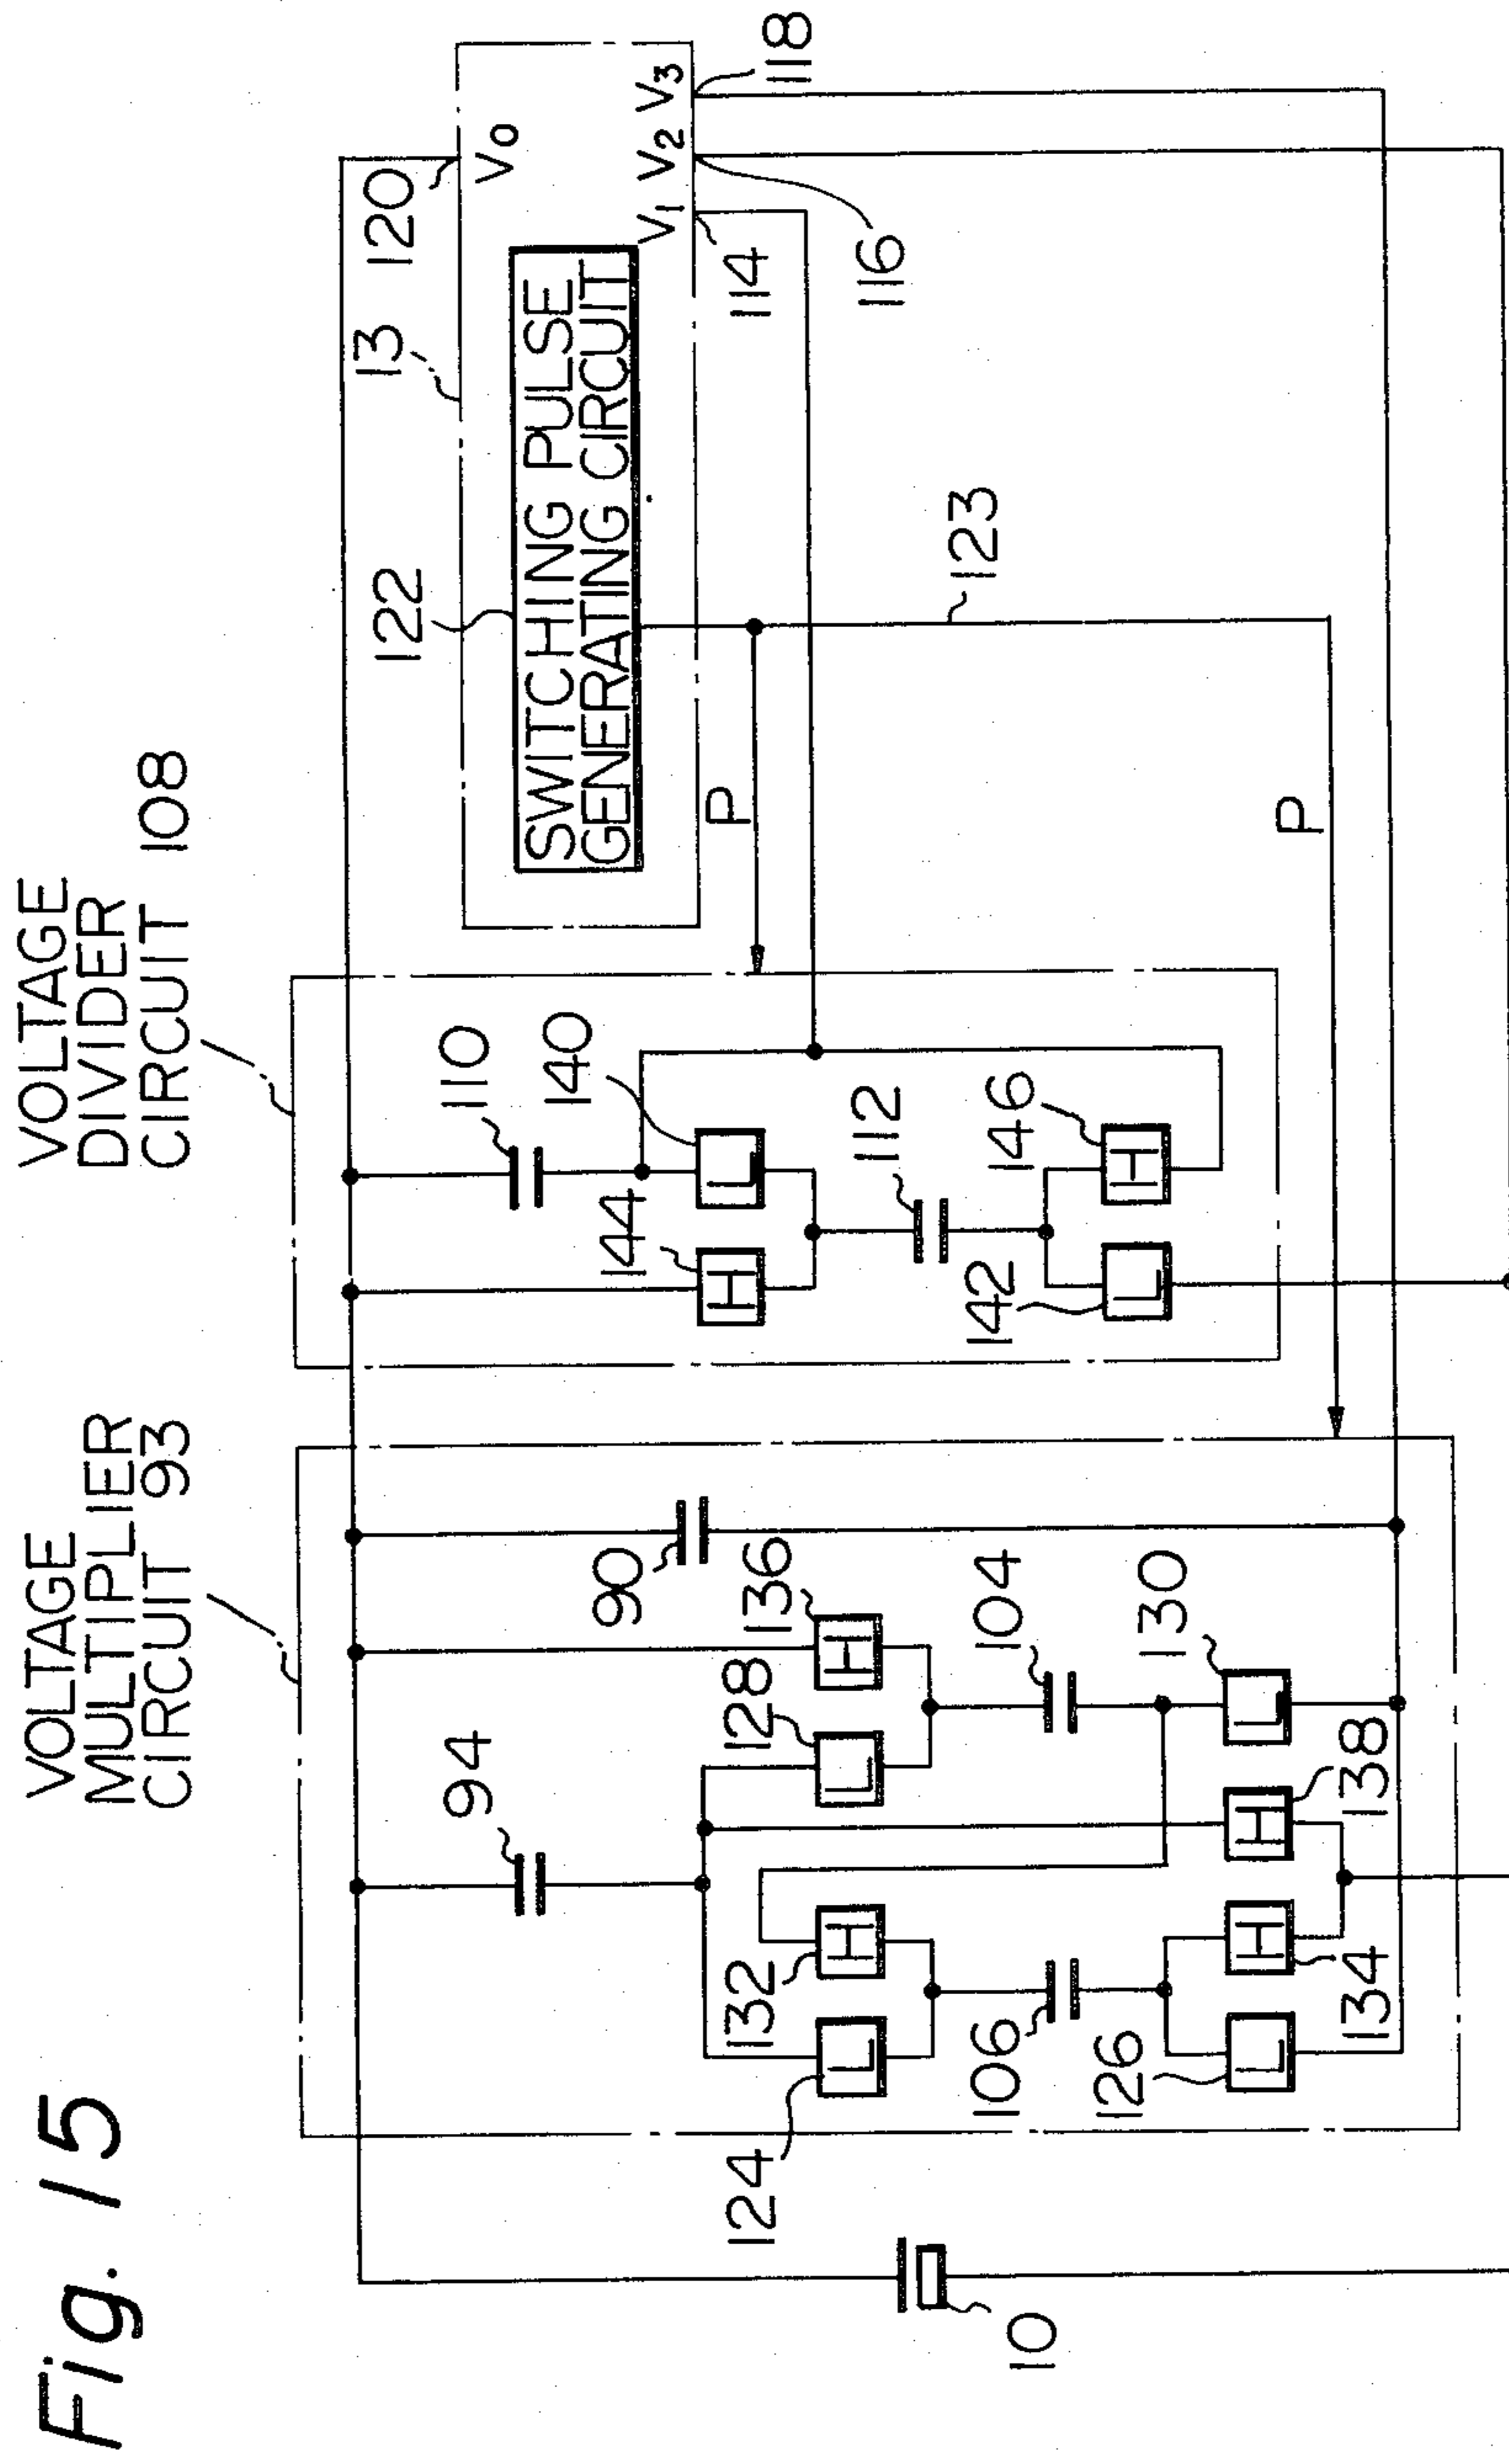 Fig. 15
VOLTAGE
MULTIPLIER
CIRCUIT 93
VOLTAGE
DIVIDER
CIRCUIT 108
94
90
136
128
132
124
104
106
130
138
134
126
10
110
140
144
112
146
142
13
120
122
V0
SWITCHING PULSE
GENERATING CIRCUIT
V1 V2 V3
114
116
118
123
P
P
L
H
L
H
L
H
H
L
H
L
L
H